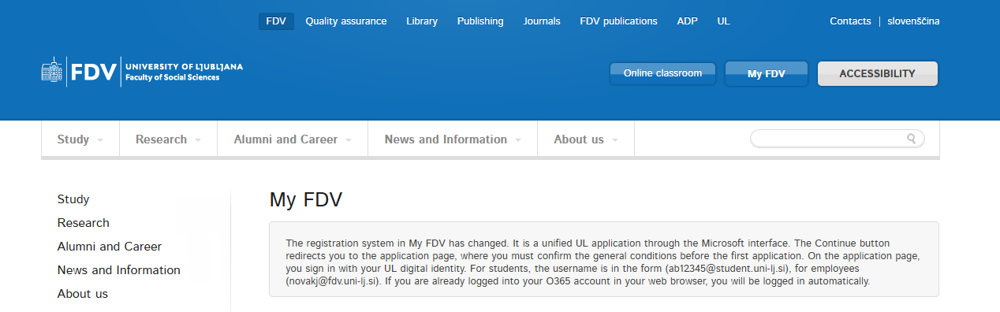 FDV Quality assurance Library Publishing Journals FDV publications ADP UL Contacts slovenščina
FDV UNIVERSITY OF LJUBLJANA
Faculty of Social Sciences
Online classroom My FDV ACCESSIBILITY
Study Research Alumni and Career News and Information About us
Study
Research
Alumni and Career
News and Information
About us
My FDV
The registration system in My FDV has changed. It is a unified UL application through the Microsoft interface. The Continue button
redirects you to the application page, where you must confirm the general conditions before the first application. On the application page,
you sign in with your UL digital identity. For students, the username is in the form (ab12345@student.uni-lj.si), for employees
(novakj@fdv.uni-lj.si). If you are already logged into your O365 account in your web browser, you will be logged in automatically.